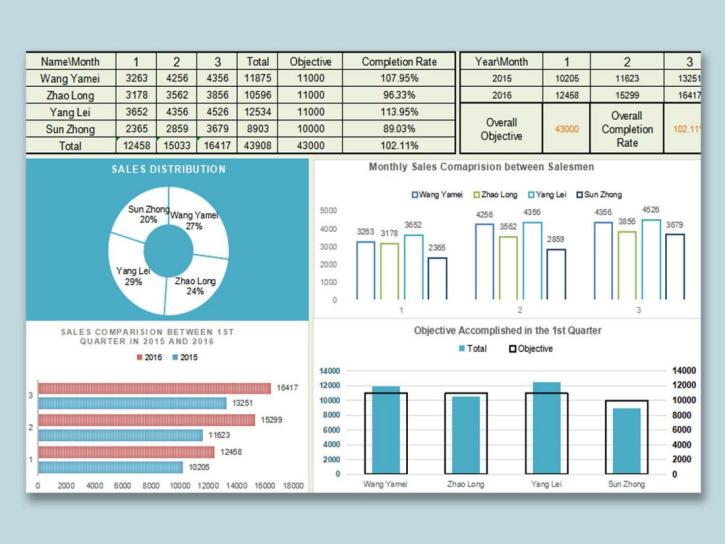 Name\Month 1 2 3 Total Objective Completion Rate
Wang Yamei 3263 4256 4356 11875 11000 107.95%
Zhao Long 3178 3562 3856 10596 11000 96.33%
Yang Lei 3652 4356 4526 12534 11000 113.95%
Sun Zhong 2365 2859 3679 8903 10000 89.03%
Total 12458 15033 16417 43908 43000 102.11%
Year\Month 1 2 3
2015 10205 11623 13251
2016 12458 15299 16417
Overall
Objective
43000
Overall
Completion
Rate
102.11
SALES DISTRIBUTION
Sun Zhong
20%
Wang Yamei
27%
Yang Lei
29%
Zhao Long
24%
Monthly Sales Comaprision between Salesmen
Wang Yamei Zhao Long Yang Lei Sun Zhong
5000
4000
3000
2000
1000
0
3263 3178 3652 2365
4256 3562 4356 2859
4356 3856 4526 3679
1 2 3
SALES COMPARISION BETWEEN 1ST
QUARTER IN 2015 AND 2016
2016 2015
3
16417
13251
2
15299
11623
1
12458
10205
0 2000 4000 6000 8000 10000 12000 14000 16000 18000
Objective Accomplished in the 1st Quarter
Total Objective
14000 14000
12000 12000
10000 10000
8000 8000
6000 6000
4000 4000
2000 2000
0 0
Wang Yamei Zhao Long Yang Lei Sun Zhong